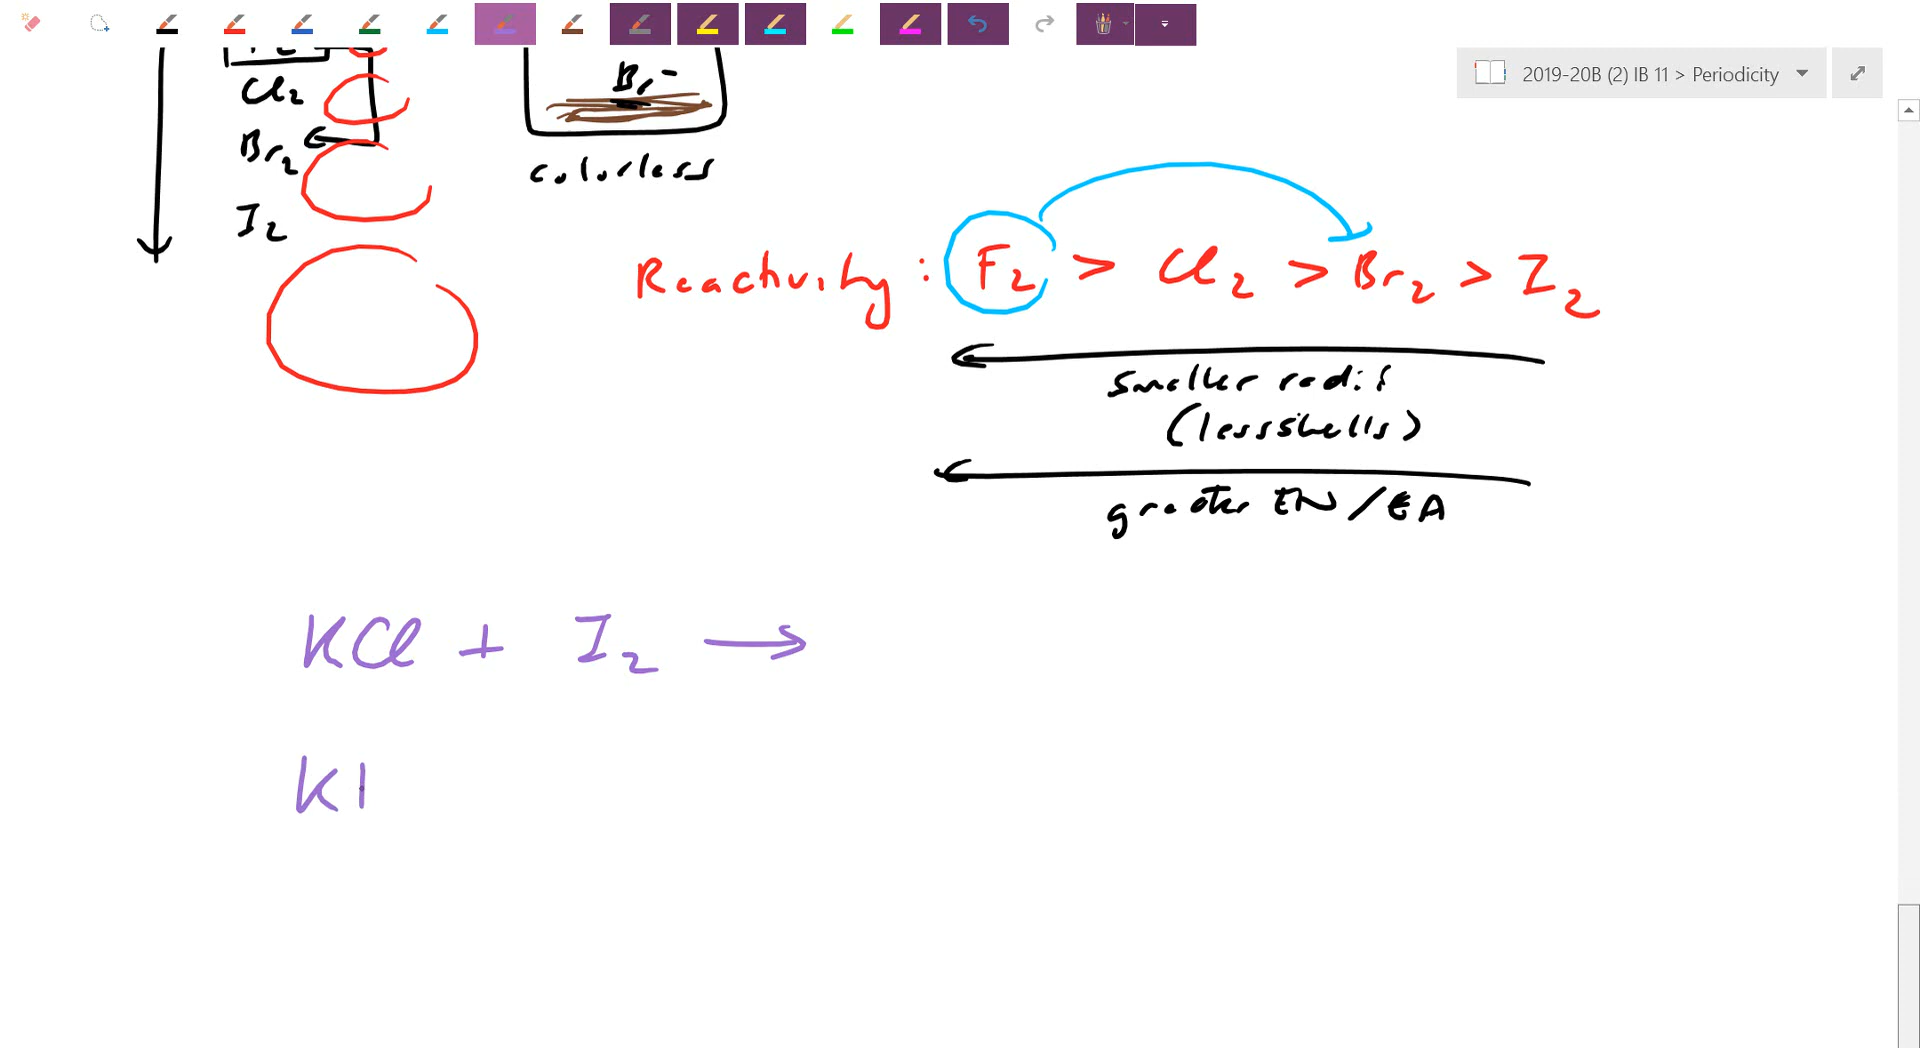 2019-20B (2) IB 11 > Periodicity
Cl2
Br-
Br2
colorless
I2
Reactivity: F2 > Cl2 > Br2 > I2
smaller radii
(less shells)
greater EN/EA
KCl + I2 →
KI